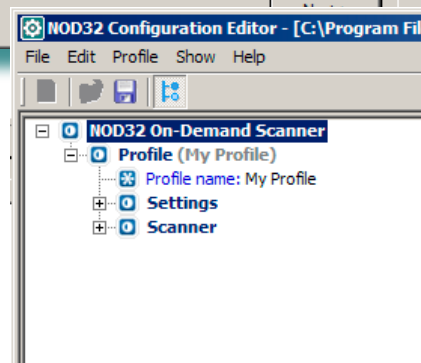 NOD32 Configuration Editor - [C:\Program Fil
File Edit Profile Show Help
NOD32 On-Demand Scanner
Profile (My Profile)
Profile name: My Profile
Settings
Scanner